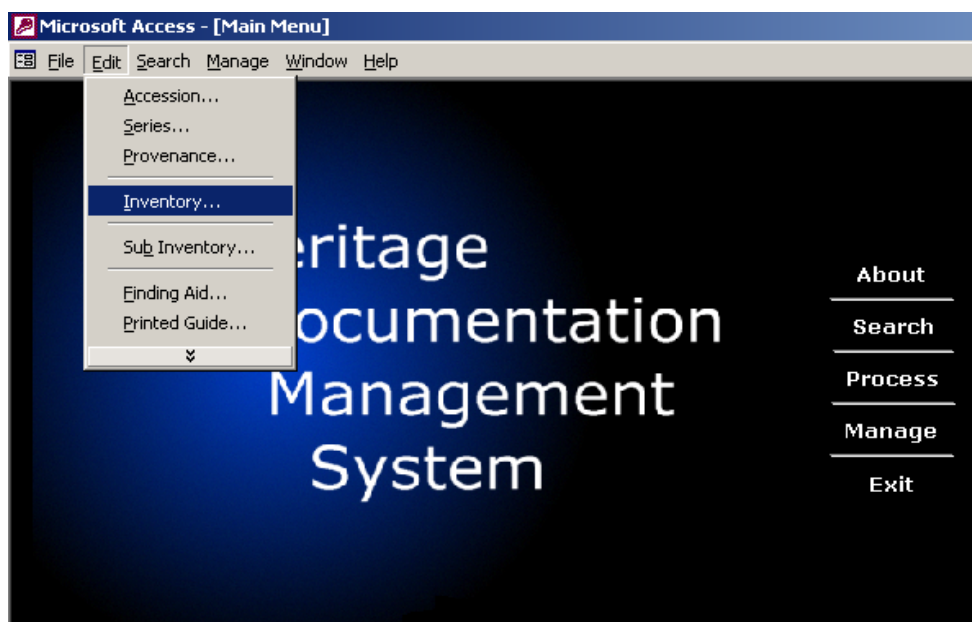 Microsoft Access - [Main Menu]
File Edit Search Manage Window Help
Accession...
Series...
Provenance...
Inventory...
Sub Inventory...
Finding Aid...
Printed Guide...
eritage
ocumentation
Management
System
About
Search
Process
Manage
Exit